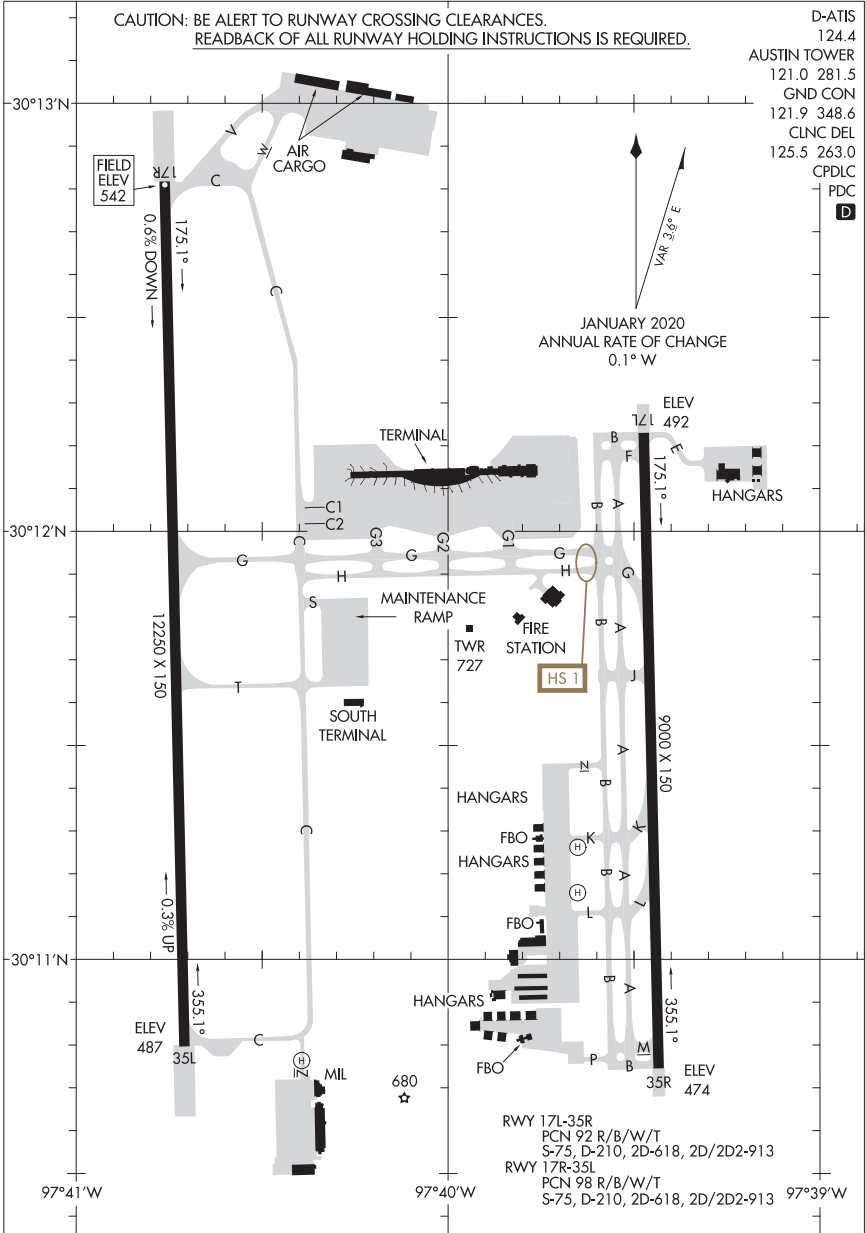 CAUTION: BE ALERT TO RUNWAY CROSSING CLEARANCES.
READBACK OF ALL RUNWAY HOLDING INSTRUCTIONS IS REQUIRED.
D-ATIS
124.4
AUSTIN TOWER
121.0 281.5
GND CON
121.9 348.6
CLNC DEL
125.5 263.0
CPDLC
PDC
D
30°13'N
V
W
AIR
CARGO
FIELD
ELEV
542
17R
C
175.1°
0.6% DOWN
VAR 3.6° E
C
JANUARY 2020
ANNUAL RATE OF CHANGE
0.1° W
ELEV
492
17L
B
F
E
TERMINAL
175.1°
HANGARS
B
A
C1
C2
30°12'N
C
G3
G2
G1
G
G
G
G
H
H
S
MAINTENANCE
RAMP
FIRE
STATION
TWR
727
B
A
12250 X 150
HS 1
J
T
SOUTH
TERMINAL
9000 X 150
N
A
B
HANGARS
C
FBO
K
K
H
HANGARS
B
A
H
L
L
FBO
0.3% UP
30°11'N
355.1°
B
A
355.1°
HANGARS
ELEV
487
35L
C
H
N
MIL
680
FBO
P
B
M
35R
ELEV
474
RWY 17L-35R
PCN 92 R/B/W/T
S-75, D-210, 2D-618, 2D/2D2-913
RWY 17R-35L
PCN 98 R/B/W/T
S-75, D-210, 2D-618, 2D/2D2-913
97°41'W
97°40'W
97°39'W